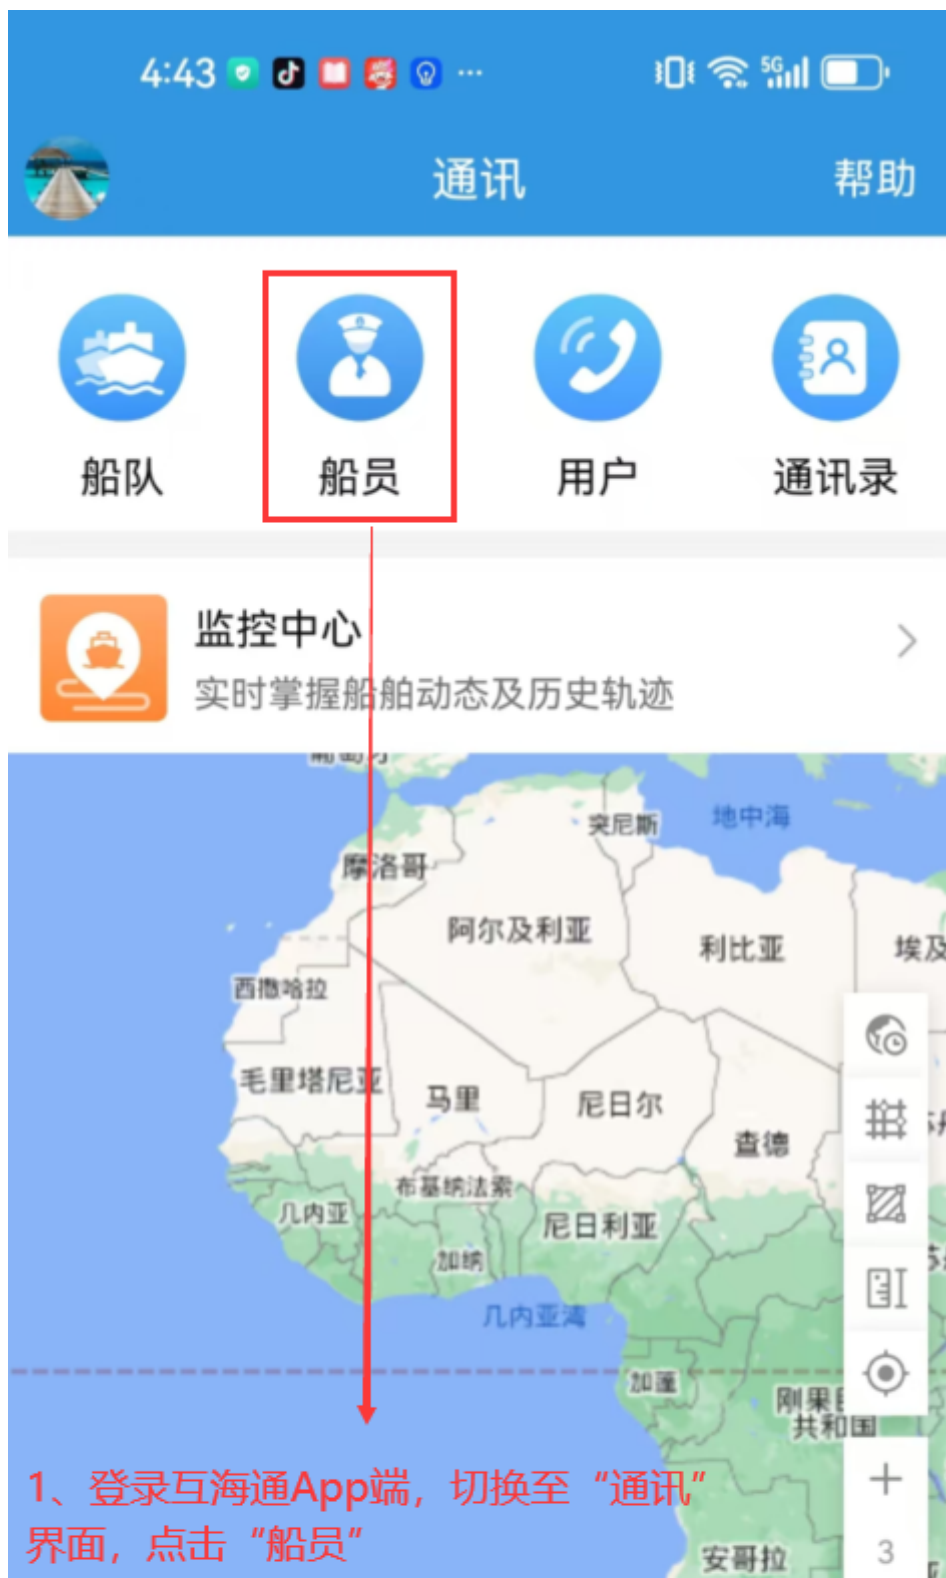 4:43
5G
通讯
帮助
船队
船员
用户
通讯录
监控中心
实时掌握船舶动态及历史轨迹
突尼斯
地中海
摩洛哥
阿尔及利亚
利比亚
埃及
西撒哈拉
毛里塔尼亚
马里
尼日尔
查德
布基纳法索
几内亚
尼日利亚
加纳
几内亚湾
加蓬
刚果
共和国
1、登录互海通App端，切换至“通讯”
界面，点击“船员”
安哥拉
3